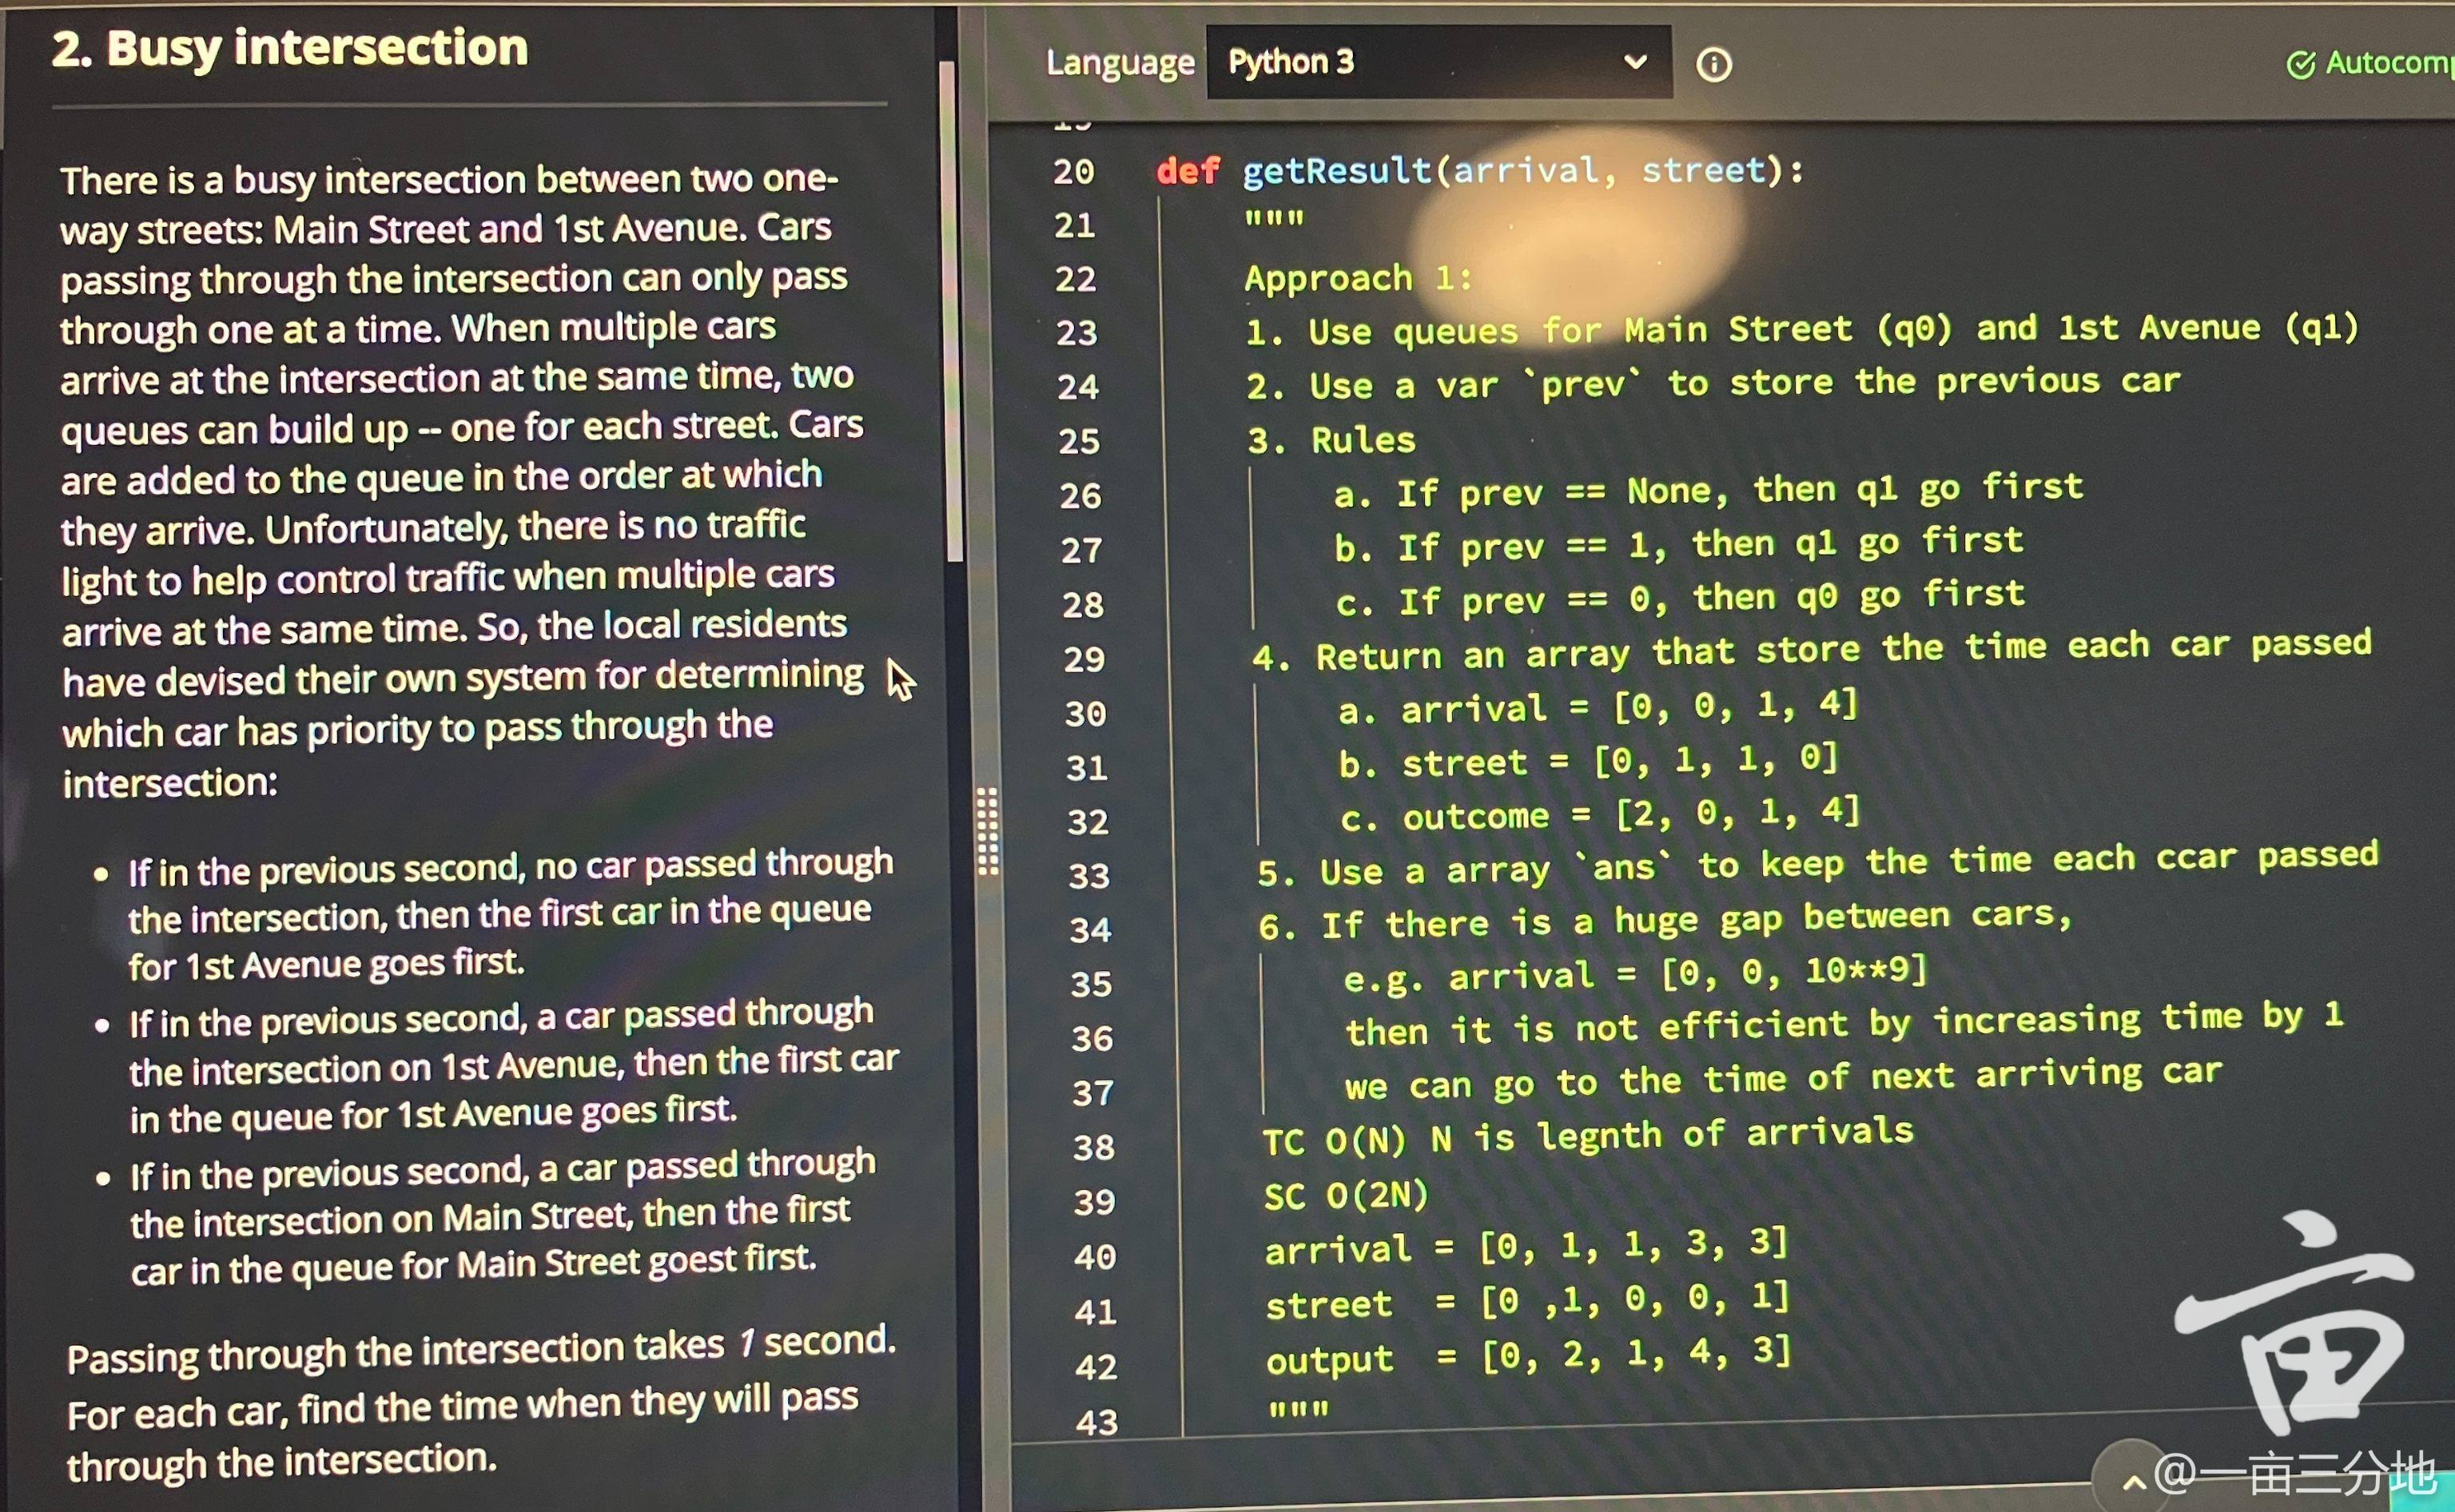 2. Busy intersection
There is a busy intersection between two one-
way streets: Main Street and 1st Avenue. Cars
passing through the intersection can only pass
through one at a time. When multiple cars
arrive at the intersection at the same time, two
queues can build up -- one for each street. Cars
are added to the queue in the order at which
they arrive. Unfortunately, there is no traffic
light to help control traffic when multiple cars
arrive at the same time. So, the local residents
have devised their own system for determining
which car has priority to pass through the
intersection:
• If in the previous second, no car passed through
the intersection, then the first car in the queue
for 1st Avenue goes first.
• If in the previous second, a car passed through
the intersection on 1st Avenue, then the first car
in the queue for 1st Avenue goes first.
• If in the previous second, a car passed through
the intersection on Main Street, then the first
car in the queue for Main Street goest first.
Passing through the intersection takes 1 second.
For each car, find the time when they will pass
through the intersection.
Language Python 3
Autocom
19
20 def getResult(arrival, street):
21 """
22 Approach 1:
23 1. Use queues for Main Street (q0) and 1st Avenue (q1)
24 2. Use a var `prev` to store the previous car
25 3. Rules
26 a. If prev == None, then q1 go first
27 b. If prev == 1, then q1 go first
28 c. If prev == 0, then q0 go first
29 4. Return an array that store the time each car passed
30 a. arrival = [0, 0, 1, 4]
31 b. street = [0, 1, 1, 0]
32 c. outcome = [2, 0, 1, 4]
33 5. Use a array `ans` to keep the time each ccar passed
34 6. If there is a huge gap between cars,
35 e.g. arrival = [0, 0, 10**9]
36 then it is not efficient by increasing time by 1
37 we can go to the time of next arriving car
38 TC O(N) N is legnth of arrivals
39 SC O(2N)
40 arrival = [0, 1, 1, 3, 3]
41 street = [0 ,1, 0, 0, 1]
42 output = [0, 2, 1, 4, 3]
43 """
亩
@一亩三分地